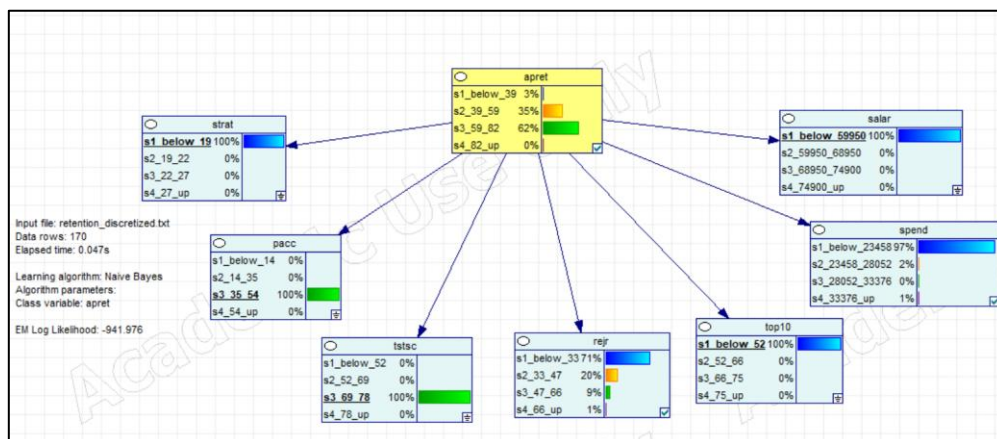 apret
s1_below_39 3%
s2_39_59 35%
s3_59_82 62%
s4_82_up 0%
strat
s1_below_19 100%
s2_19_22 0%
s3_22_27 0%
s4_27_up 0%
salar
s1_below_59950 100%
s2_59950_68950 0%
s3_68950_74900 0%
s4_74900_up 0%
Input file: retention_discretized.txt
Data rows: 170
Elapsed time: 0.047s
Learning algorithm: Naive Bayes
Algorithm parameters:
Class variable: apret
EM Log Likelihood: -941.976
pacc
s1_below_14 0%
s2_14_35 0%
s3_35_54 100%
s4_54_up 0%
spend
s1_below_23458 97%
s2_23458_28052 2%
s3_28052_33376 0%
s4_33376_up 1%
tstsc
s1_below_52 0%
s2_52_69 0%
s3_69_78 100%
s4_78_up 0%
rejr
s1_below_33 71%
s2_33_47 20%
s3_47_66 9%
s4_66_up 1%
top10
s1_below_52 100%
s2_52_66 0%
s3_66_75 0%
s4_75_up 0%
Academic Use Only